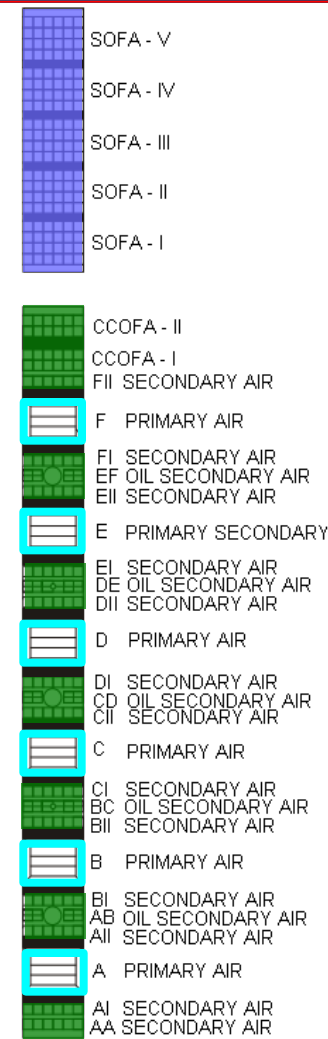 SOFA - V
SOFA - IV
SOFA - III
SOFA - II
SOFA - I
CCOFA - II
CCOFA - I
FII SECONDARY AIR
F PRIMARY AIR
FI SECONDARY AIR
EF OIL SECONDARY AIR
EII SECONDARY AIR
E PRIMARY SECONDARY
EI SECONDARY AIR
DE OIL SECONDARY AIR
DII SECONDARY AIR
D PRIMARY AIR
DI SECONDARY AIR
CD OIL SECONDARY AIR
CII SECONDARY AIR
C PRIMARY AIR
CI SECONDARY AIR
BC OIL SECONDARY AIR
BII SECONDARY AIR
B PRIMARY AIR
BI SECONDARY AIR
AB OIL SECONDARY AIR
AII SECONDARY AIR
A PRIMARY AIR
AI SECONDARY AIR
AA SECONDARY AIR